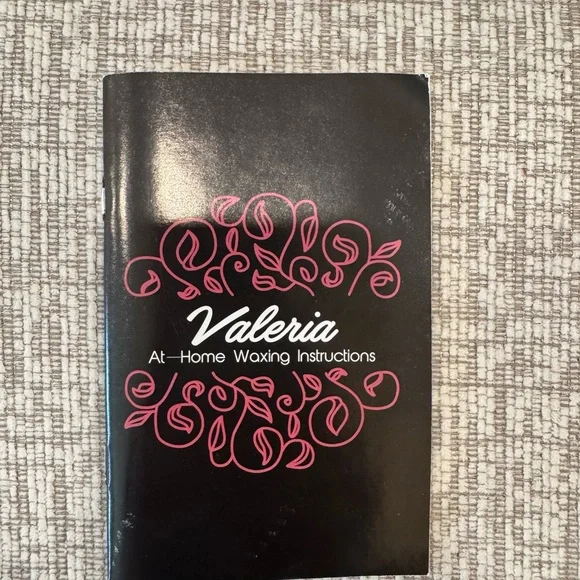 Valeria
At—Home Waxing Instructions